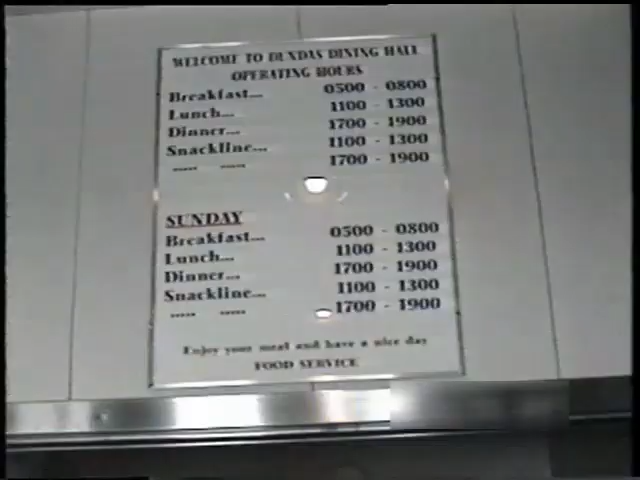 WELCOME TO DUNDAS DINING HALL
OPERATING HOURS
Breakfast... 0500 - 0800
Lunch... 1100 - 1300
Dinner... 1700 - 1900
Snackline... 1100 - 1300
..... ..... 1700 - 1900
SUNDAY
Breakfast... 0500 - 0800
Lunch... 1100 - 1300
Dinner... 1700 - 1900
Snackline... 1100 - 1300
..... ..... 1700 - 1900
Enjoy your meal and have a nice day
FOOD SERVICE